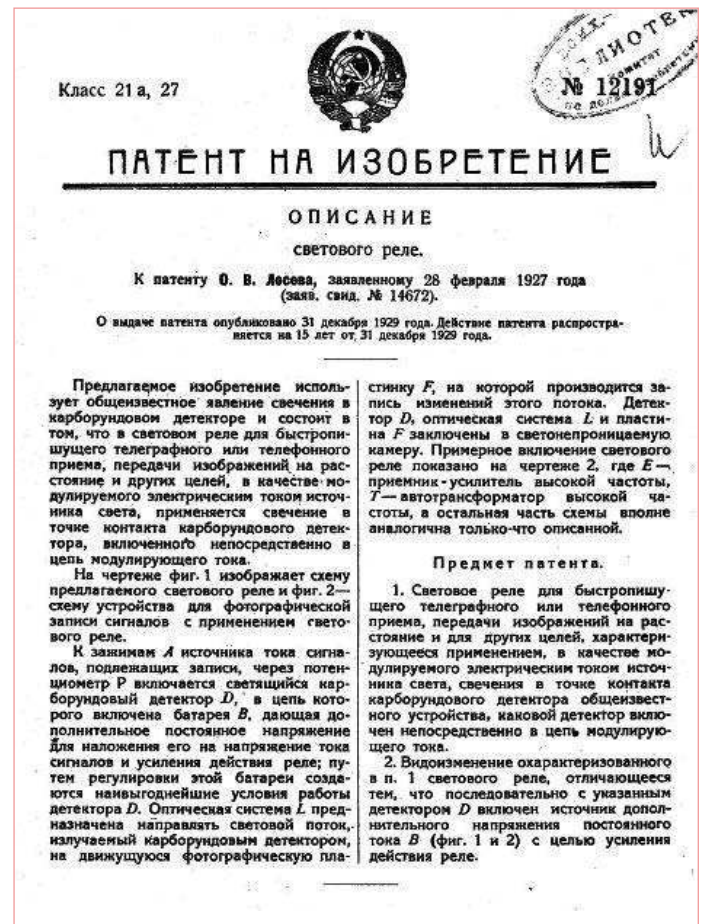 Класс 21 а, 27
№ 12191
ПАТЕНТ НА ИЗОБРЕТЕНИЕ
ОПИСАНИЕ
светового реле.
К патенту О. В. Лосева, заявленному 28 февраля 1927 года
(заяв. свид. № 14672).
О выдаче патента опубликовано 31 декабря 1929 года. Действие патента распростра-
няется на 15 лет от 31 декабря 1929 года.
Предлагаемое изобретение исполь-
зует общеизвестное явление свечения в
карборундовом детекторе и состоит в
том, что в световом реле для быстропи-
шущего телеграфного или телефонного
приема, передачи изображений на рас-
стояние и других целей, в качестве мо-
дулируемого электрическим током источ-
ника света, применяется свечение в
точке контакта карборундового детек-
тора, включенного непосредственно в
цепь модулирующего тока.
На чертеже фиг. 1 изображает схему
предлагаемого светового реле и фиг. 2—
схему устройства для фотографической
записи сигналов с применением свето-
вого реле.
К зажимам A источника тока сигна-
лов, подлежащих записи, через потен-
циометр P включается светящийся кар-
борундовый детектор D, в цепь кото-
рого включена батарея B, дающая до-
полнительное постоянное напряжение
для наложения его на напряжение тока
сигналов и усиления действия реле; пу-
тем регулировки этой батареи созда-
ются наивыгоднейшие условия работы
детектора D. Оптическая система L пред-
назначена направлять световой поток,
излучаемый карборундовым детектором,
на движущуюся фотографическую пла-
стинку F, на которой производится за-
пись изменений этого потока. Детек-
тор D, оптическая система L и пласти-
на F заключены в светонепроницаемую
камеру. Примерное включение светового
реле показано на чертеже 2, где E—
приемник-усилитель высокой частоты,
T—автотрансформатор высокой ча-
стоты, а остальная часть схемы вполне
аналогична только-что описанной.
Предмет патента.
1. Световое реле для быстропишу-
щего телеграфного или телефонного
приема, передачи изображений на рас-
стояние и для других целей, характери-
зующееся применением, в качестве мо-
дулируемого электрическим током источ-
ника света, свечения в точке контакта
карборундового детектора общеизвест-
ного устройства, каковой детектор вклю-
чен непосредственно в цепь модулирую-
щего тока.
2. Видоизменение охарактеризованного
в п. 1 светового реле, отличающееся
тем, что последовательно с указанным
детектором D включен источник допол-
нительного напряжения постоянного
тока B (фиг. 1 и 2) с целью усиления
действия реле.